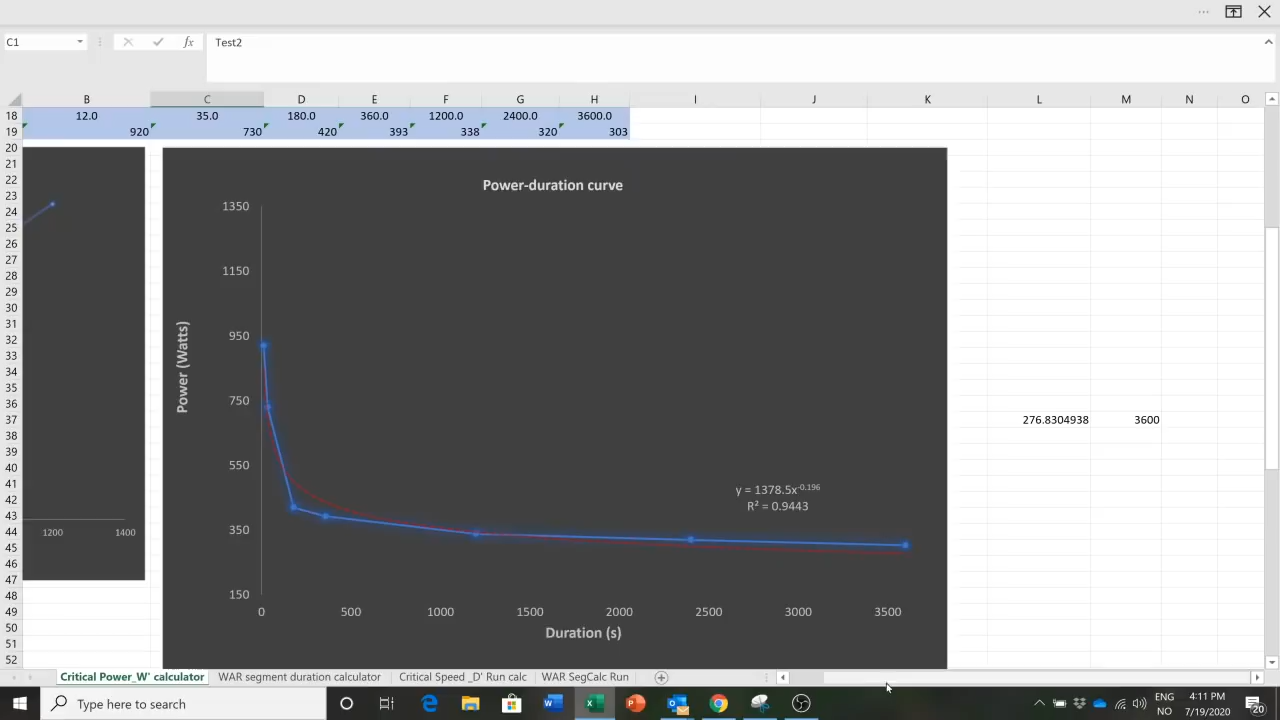 C1 fx Test2
B C D E F G H I J K L M N O
18 12.0 35.0 180.0 360.0 1200.0 2400.0 3600.0
19 920 730 420 393 338 320 303
20
21
22 Power-duration curve
23 1350
24
25
26
27 1150
28
29
30
31 950
32
33
34
35 750
36
37 276.8304938 3600
38
39
40 550
41
42 y = 1378.5x-0.196
43 R² = 0.9443
44 350
45
46
47
48 150
49 0 500 1000 1500 2000 2500 3000 3500
50 Duration (s)
51
52
Power (Watts)
1200 1400
Critical Power_W' calculator WAR segment duration calculator Critical Speed _D' Run calc WAR SegCalc Run
Type here to search
ENG 4:11 PM
NO 7/19/2020
20